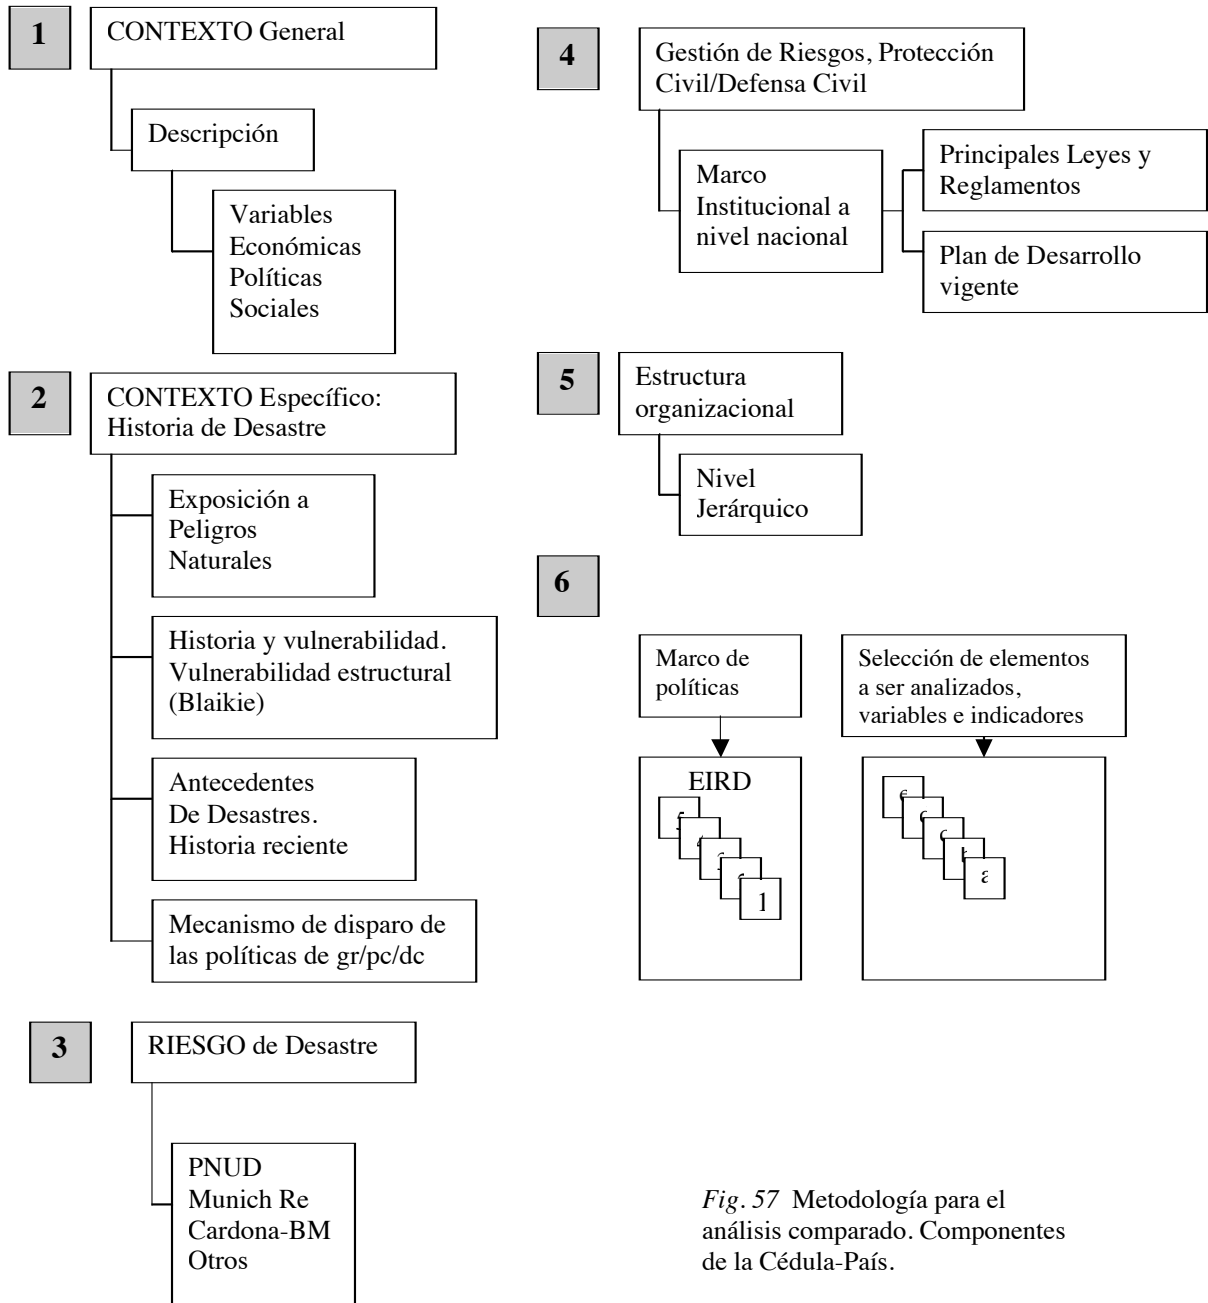 1
CONTEXTO General
Descripción
Variables
Económicas
Políticas
Sociales
2
CONTEXTO Específico:
Historia de Desastre
Exposición a
Peligros
Naturales
Historia y vulnerabilidad.
Vulnerabilidad estructural
(Blaikie)
Antecedentes
De Desastres.
Historia reciente
Mecanismo de disparo de
las políticas de gr/pc/dc
3
RIESGO de Desastre
PNUD
Munich Re
Cardona-BM
Otros
4
Gestión de Riesgos, Protección
Civil/Defensa Civil
Marco
Institucional a
nivel nacional
Principales Leyes y
Reglamentos
Plan de Desarrollo
vigente
5
Estructura
organizacional
Nivel
Jerárquico
6
Marco de
políticas
EIRD
1
Selección de elementos
a ser analizados,
variables e indicadores
Fig. 57 Metodología para el
análisis comparado. Componentes
de la Cédula-País.